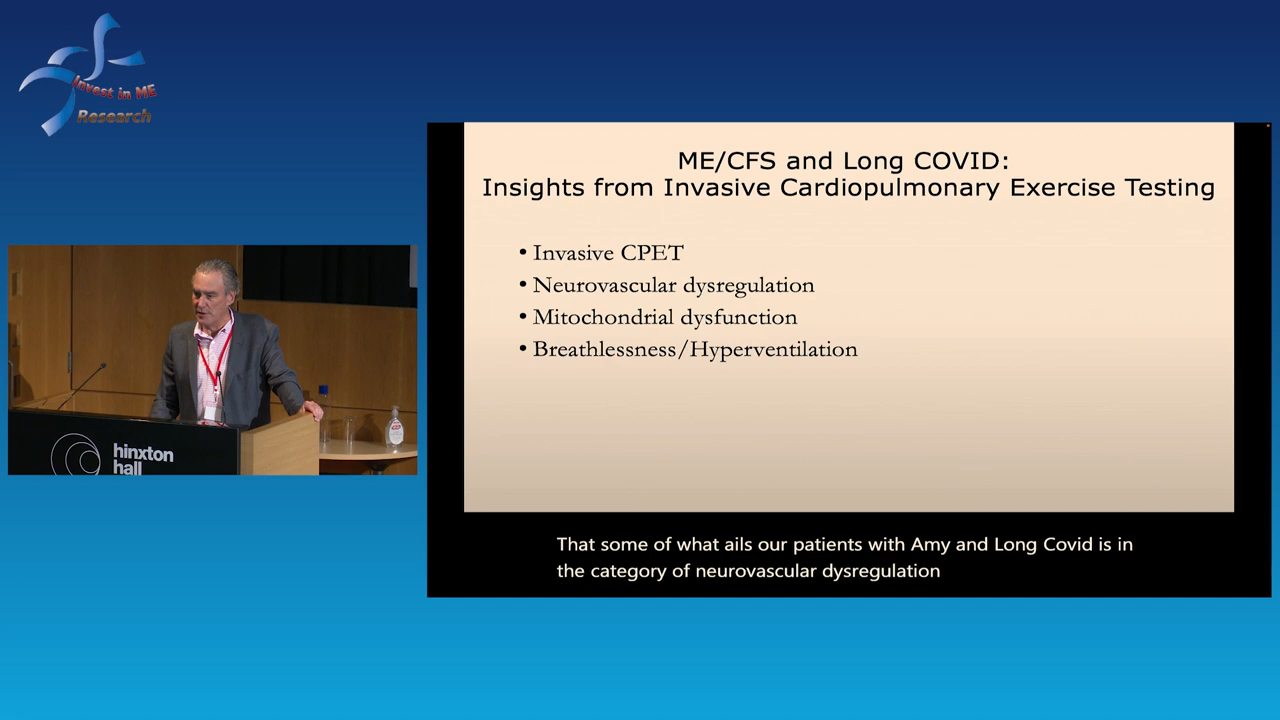 Invest in ME
Research
ME/CFS and Long COVID:
Insights from Invasive Cardiopulmonary Exercise Testing
• Invasive CPET
• Neurovascular dysregulation
• Mitochondrial dysfunction
• Breathlessness/Hyperventilation
hinxton
hall
That some of what ails our patients with Amy and Long Covid is in
the category of neurovascular dysregulation